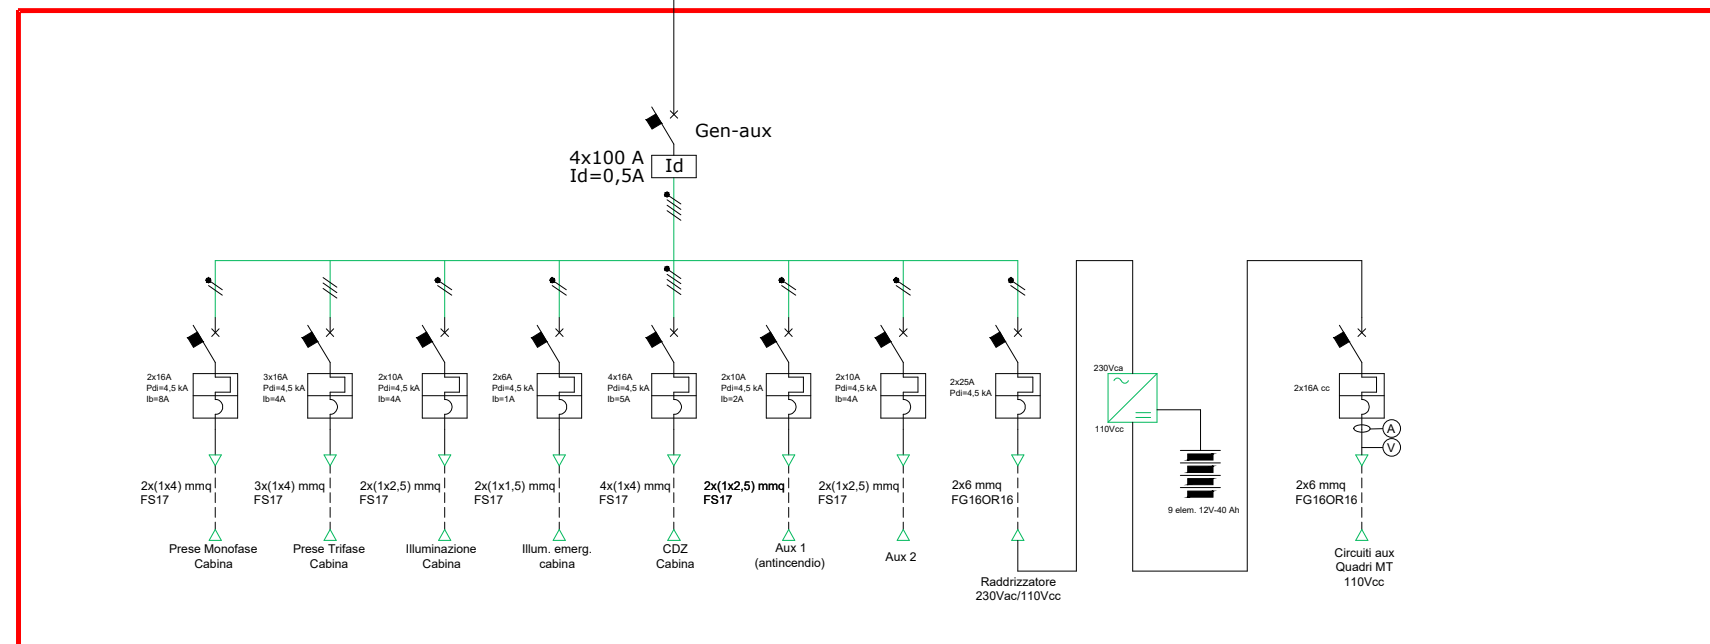 Gen-aux
4x100 A
Id=0,5A
Id
2x16A
Pdi=4,5 kA
Ib=8A
3x16A
Pdi=4,5 kA
Ib=4A
2x10A
Pdi=4,5 kA
Ib=4A
2x6A
Pdi=4,5 kA
Ib=1A
4x16A
Pdi=4,5 kA
Ib=5A
2x10A
Pdi=4,5 kA
Ib=2A
2x10A
Pdi=4,5 kA
Ib=4A
2x25A
Pdi=4,5 kA
230Vca
110Vcc
2x16A cc
A
V
2x(1x4) mmq
FS17
3x(1x4) mmq
FS17
2x(1x2,5) mmq
FS17
2x(1x1,5) mmq
FS17
4x(1x4) mmq
FS17
2x(1x2,5) mmq
FS17
2x(1x2,5) mmq
FS17
2x6 mmq
FG16OR16
9 elem. 12V-40 Ah
2x6 mmq
FG16OR16
Prese Monofase
Cabina
Prese Trifase
Cabina
Illuminazione
Cabina
Illum. emerg.
cabina
CDZ
Cabina
Aux 1
(antincendio)
Aux 2
Raddrizzatore
230Vac/110Vcc
Circuiti aux
Quadri MT
110Vcc